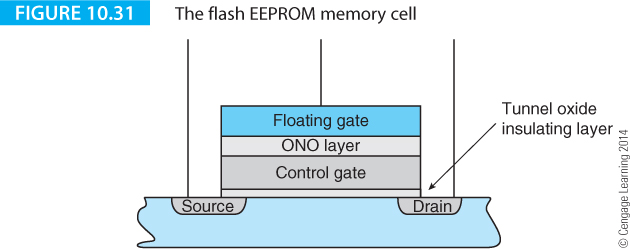 FIGURE 10.31 The flash EEPROM memory cell
Floating gate
ONO layer
Control gate
Tunnel oxide
insulating layer
Source
Drain
© Cengage Learning 2014